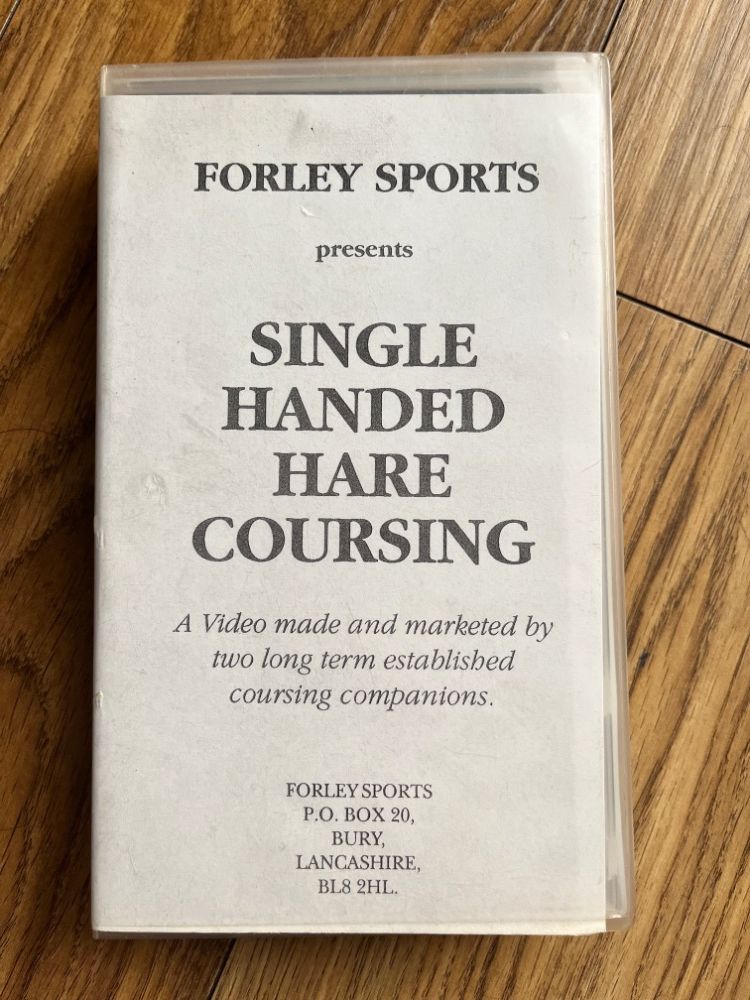 FORLEY SPORTS
presents
SINGLE
HANDED
HARE
COURSING
A Video made and marketed by
two long term established
coursing companions.
FORLEY SPORTS
P.O. BOX 20,
BURY,
LANCASHIRE,
BL8 2HL.